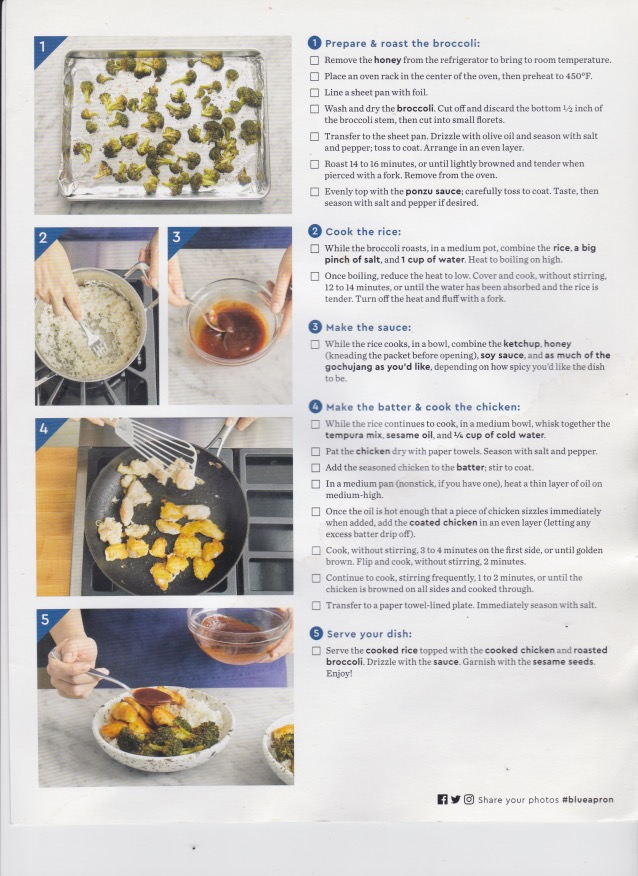 1
1 Prepare & roast the broccoli:
Remove the honey from the refrigerator to bring to room temperature.
Place an oven rack in the center of the oven, then preheat to 450°F.
Line a sheet pan with foil.
Wash and dry the broccoli. Cut off and discard the bottom 1/2 inch of
the broccoli stem, then cut into small florets.
Transfer to the sheet pan. Drizzle with olive oil and season with salt
and pepper; toss to coat. Arrange in an even layer.
Roast 14 to 16 minutes, or until lightly browned and tender when
pierced with a fork. Remove from the oven.
Evenly top with the ponzu sauce; carefully toss to coat. Taste, then
season with salt and pepper if desired.
2
3
2 Cook the rice:
While the broccoli roasts, in a medium pot, combine the rice, a big
pinch of salt, and 1 cup of water. Heat to boiling on high.
Once boiling, reduce the heat to low. Cover and cook, without stirring,
12 to 14 minutes, or until the water has been absorbed and the rice is
tender. Turn off the heat and fluff with a fork.
3 Make the sauce:
While the rice cooks, in a bowl, combine the ketchup, honey
(kneading the packet before opening), soy sauce, and as much of the
gochujang as you'd like, depending on how spicy you'd like the dish
to be.
4
4 Make the batter & cook the chicken:
While the rice continues to cook, in a medium bowl, whisk together the
tempura mix, sesame oil, and 1/4 cup of cold water.
Pat the chicken dry with paper towels. Season with salt and pepper.
Add the seasoned chicken to the batter; stir to coat.
In a medium pan (nonstick, if you have one), heat a thin layer of oil on
medium-high.
Once the oil is hot enough that a piece of chicken sizzles immediately
when added, add the coated chicken in an even layer (letting any
excess batter drip off).
Cook, without stirring, 3 to 4 minutes on the first side, or until golden
brown. Flip and cook, without stirring, 2 minutes.
Continue to cook, stirring frequently, 1 to 2 minutes, or until the
chicken is browned on all sides and cooked through.
Transfer to a paper towel-lined plate. Immediately season with salt.
5
5 Serve your dish:
Serve the cooked rice topped with the cooked chicken and roasted
broccoli. Drizzle with the sauce. Garnish with the sesame seeds.
Enjoy!
Share your photos #blueapron